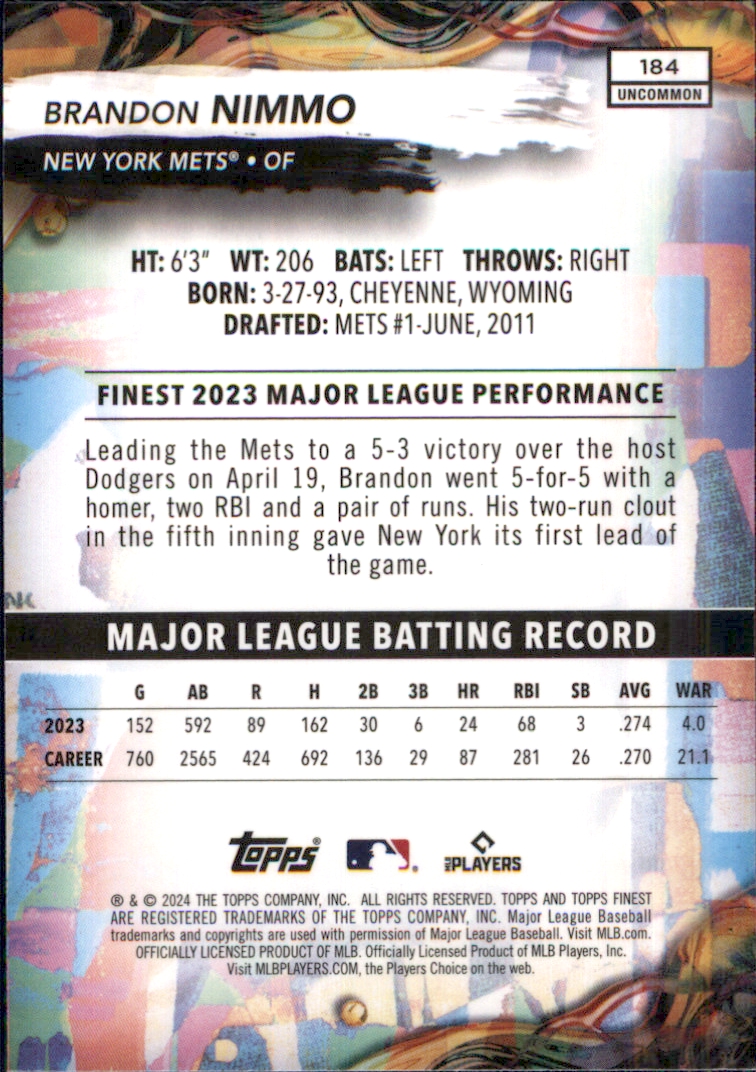 184
UNCOMMON
BRANDON NIMMO
NEW YORK METS® • OF
HT: 6'3" WT: 206 BATS: LEFT THROWS: RIGHT
BORN: 3-27-93, CHEYENNE, WYOMING
DRAFTED: METS #1-JUNE, 2011
FINEST 2023 MAJOR LEAGUE PERFORMANCE
Leading the Mets to a 5-3 victory over the host
Dodgers on April 19, Brandon went 5-for-5 with a
homer, two RBI and a pair of runs. His two-run clout
in the fifth inning gave New York its first lead of
the game.
MAJOR LEAGUE BATTING RECORD
G AB R H 2B 3B HR RBI SB AVG WAR
2023 152 592 89 162 30 6 24 68 3 .274 4.0
CAREER 760 2565 424 692 136 29 87 281 26 .270 21.1
Topps® ® MLB PLAYERS
® & © 2024 THE TOPPS COMPANY, INC. ALL RIGHTS RESERVED. TOPPS AND TOPPS FINEST
ARE REGISTERED TRADEMARKS OF THE TOPPS COMPANY, INC. Major League Baseball
trademarks and copyrights are used with permission of Major League Baseball. Visit MLB.com.
OFFICIALLY LICENSED PRODUCT OF MLB. Officially Licensed Product of MLB Players, Inc.
Visit MLBPLAYERS.COM, the Players Choice on the web.